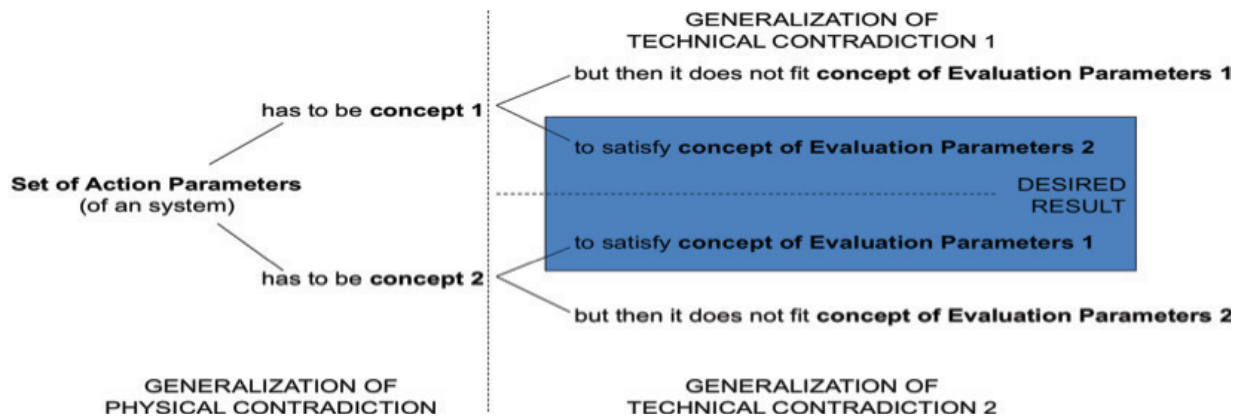 GENERALIZATION OF
TECHNICAL CONTRADICTION 1
but then it does not fit concept of Evaluation Parameters 1
has to be concept 1
to satisfy concept of Evaluation Parameters 2
Set of Action Parameters
(of an system)
DESIRED
RESULT
to satisfy concept of Evaluation Parameters 1
has to be concept 2
but then it does not fit concept of Evaluation Parameters 2
GENERALIZATION OF
PHYSICAL CONTRADICTION
GENERALIZATION OF
TECHNICAL CONTRADICTION 2